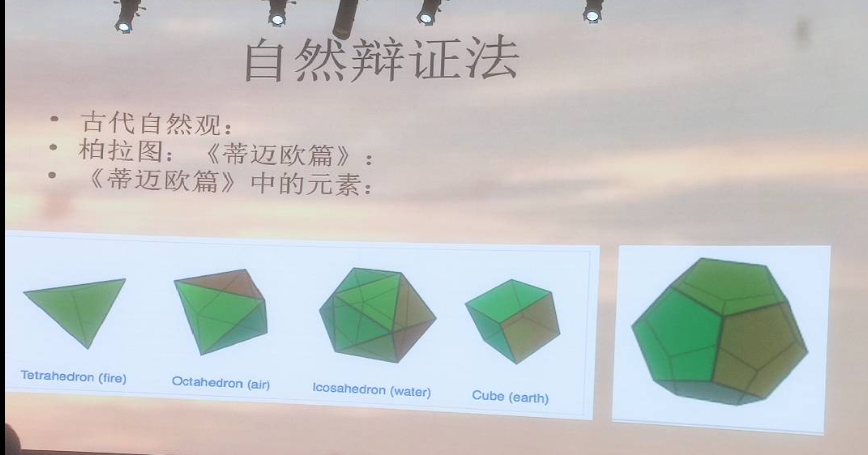 自然辩证法
• 古代自然观：
• 柏拉图：《蒂迈欧篇》：
• 《蒂迈欧篇》中的元素：
Tetrahedron (fire)
Octahedron (air)
Icosahedron (water)
Cube (earth)